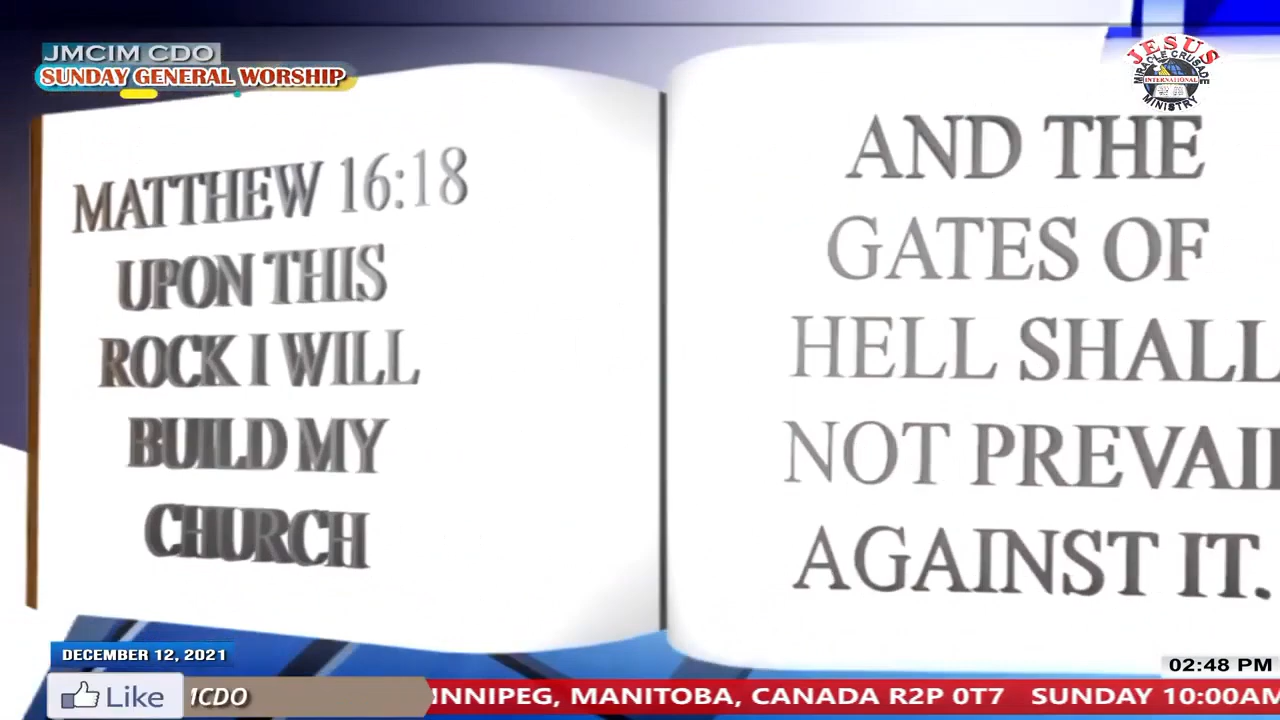 JMCIM CDO
SUNDAY GENERAL WORSHIP
JESUS
MIRACLE CRUSADE
INTERNATIONAL
MINISTRY
MATTHEW 16:18
UPON THIS
ROCK I WILL
BUILD MY
CHURCH
AND THE
GATES OF
HELL SHALL
NOT PREVAIL
AGAINST IT.
DECEMBER 12, 2021
02:48 PM
Like
ICDO
INNIPEG, MANITOBA, CANADA R2P 0T7 SUNDAY 10:00AM